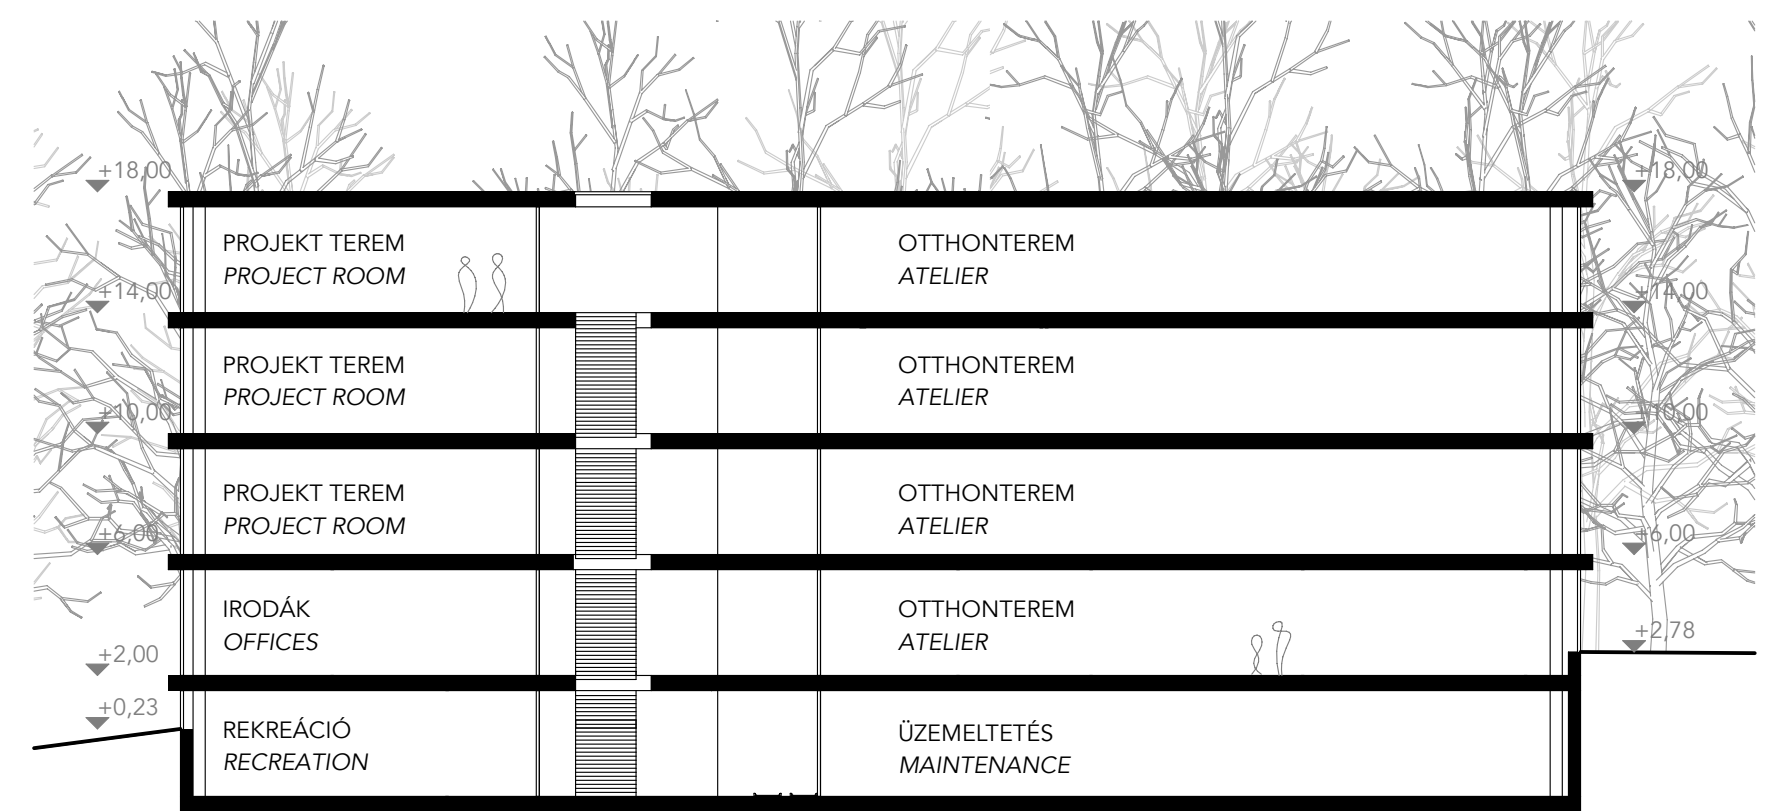 +18,00
+18,00
PROJEKT TEREM
PROJECT ROOM
OTTHONTEREM
ATELIER
+14,00
+14,00
PROJEKT TEREM
PROJECT ROOM
OTTHONTEREM
ATELIER
+10,00
+10,00
PROJEKT TEREM
PROJECT ROOM
OTTHONTEREM
ATELIER
+6,00
+6,00
IRODÁK
OFFICES
OTTHONTEREM
ATELIER
+2,78
+2,00
+0,23
REKREÁCIÓ
RECREATION
ÜZEMELTETÉS
MAINTENANCE